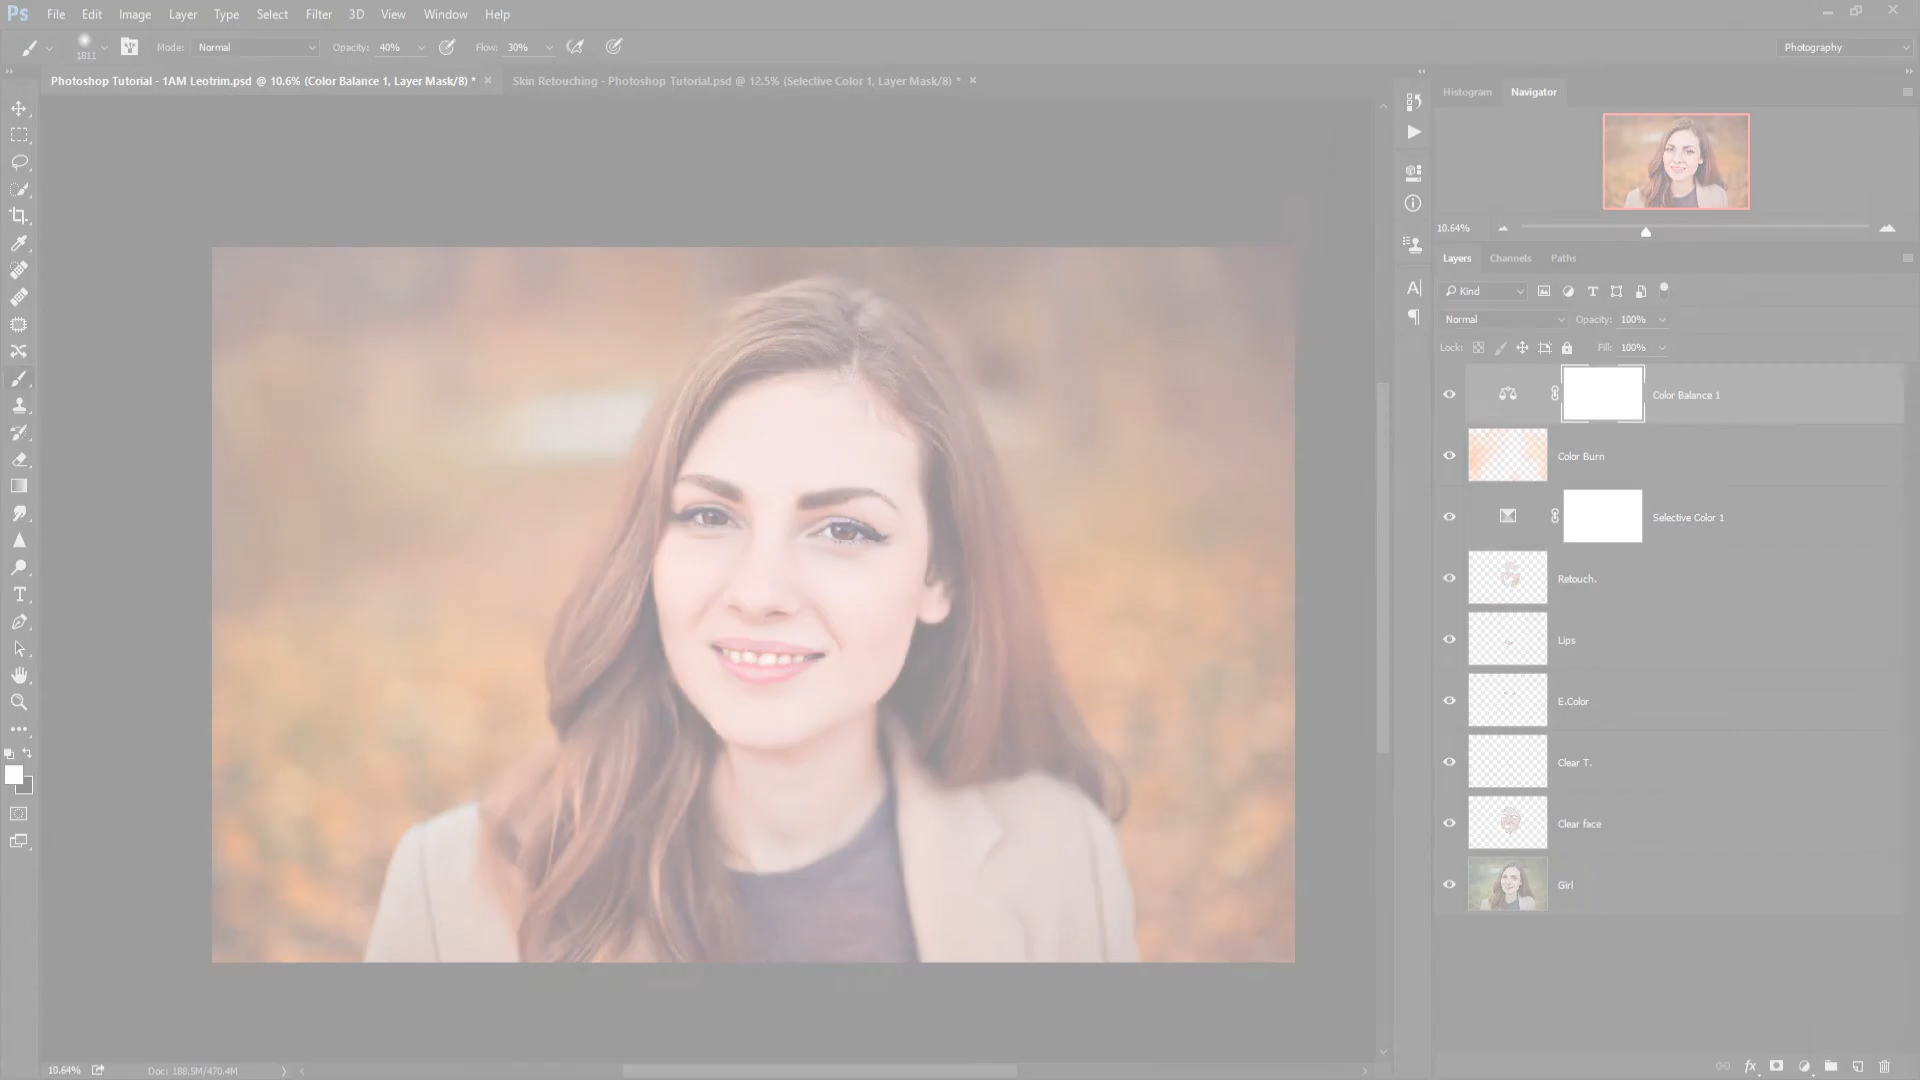 Ps File Edit Image Layer Type Select Filter 3D View Window Help
1811 Mode: Normal Opacity: 40% Flow: 30% Photography
Photoshop Tutorial - 1AM Leotrim.psd @ 10.6% (Color Balance 1, Layer Mask/8) * Skin Retouching - Photoshop Tutorial.psd @ 12.5% (Selective Color 1, Layer Mask/8) *
Histogram Navigator
10.64%
Layers Channels Paths
Kind
Normal Opacity: 100%
Lock: Fill: 100%
Color Balance 1
Color Burn
Selective Color 1
Retouch.
Lips
E.Color
Clear T.
Clear face
Girl
10.64% Doc: 188.5M/470.4M
fx